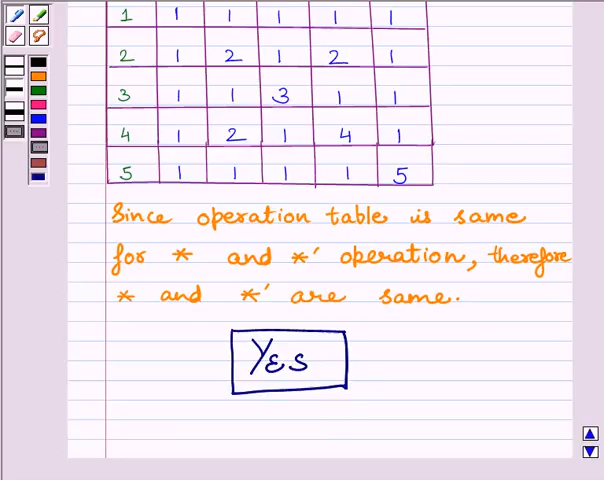 1 1 1 1 1 1
2 1 2 1 2 1
3 1 1 3 1 1
4 1 2 1 4 1
5 1 1 1 1 5
Since operation table is same
for * and *' operation, therefore
* and *' are same.
YES